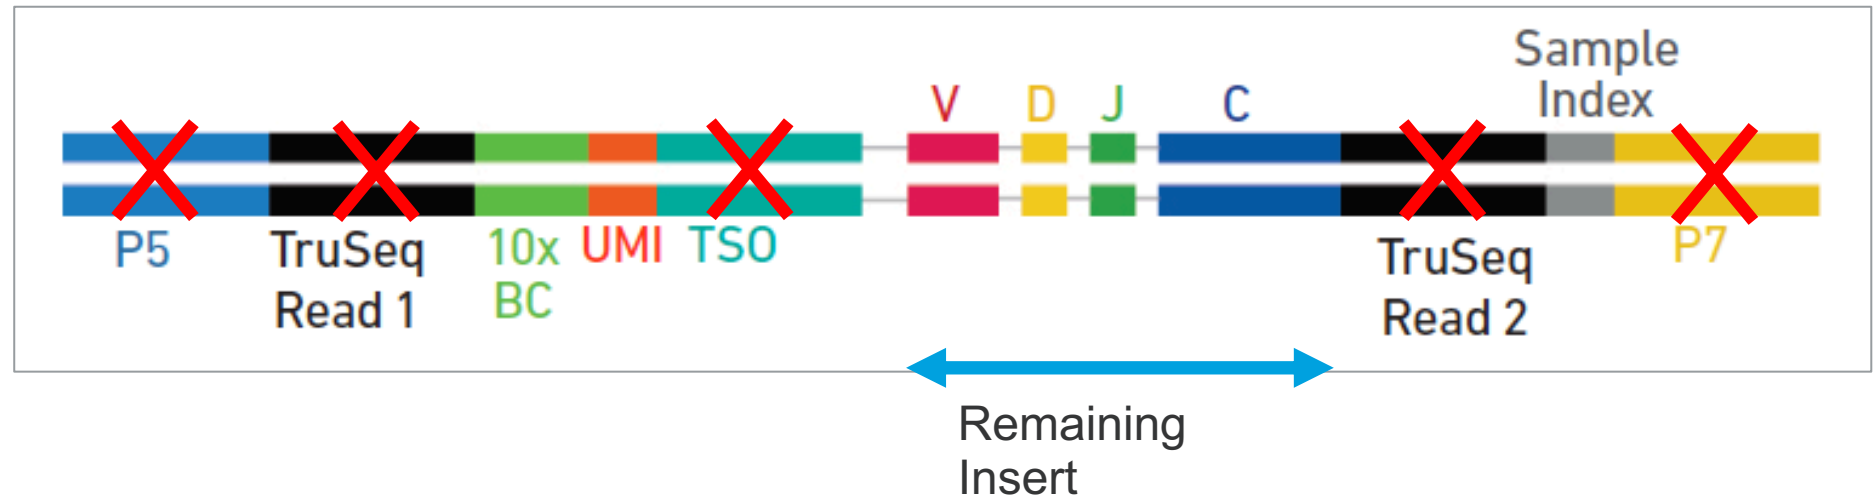 Sample
Index
V D J C
P5 TruSeq 10x UMI TSO TruSeq P7
Read 1 BC Read 2
Remaining
Insert